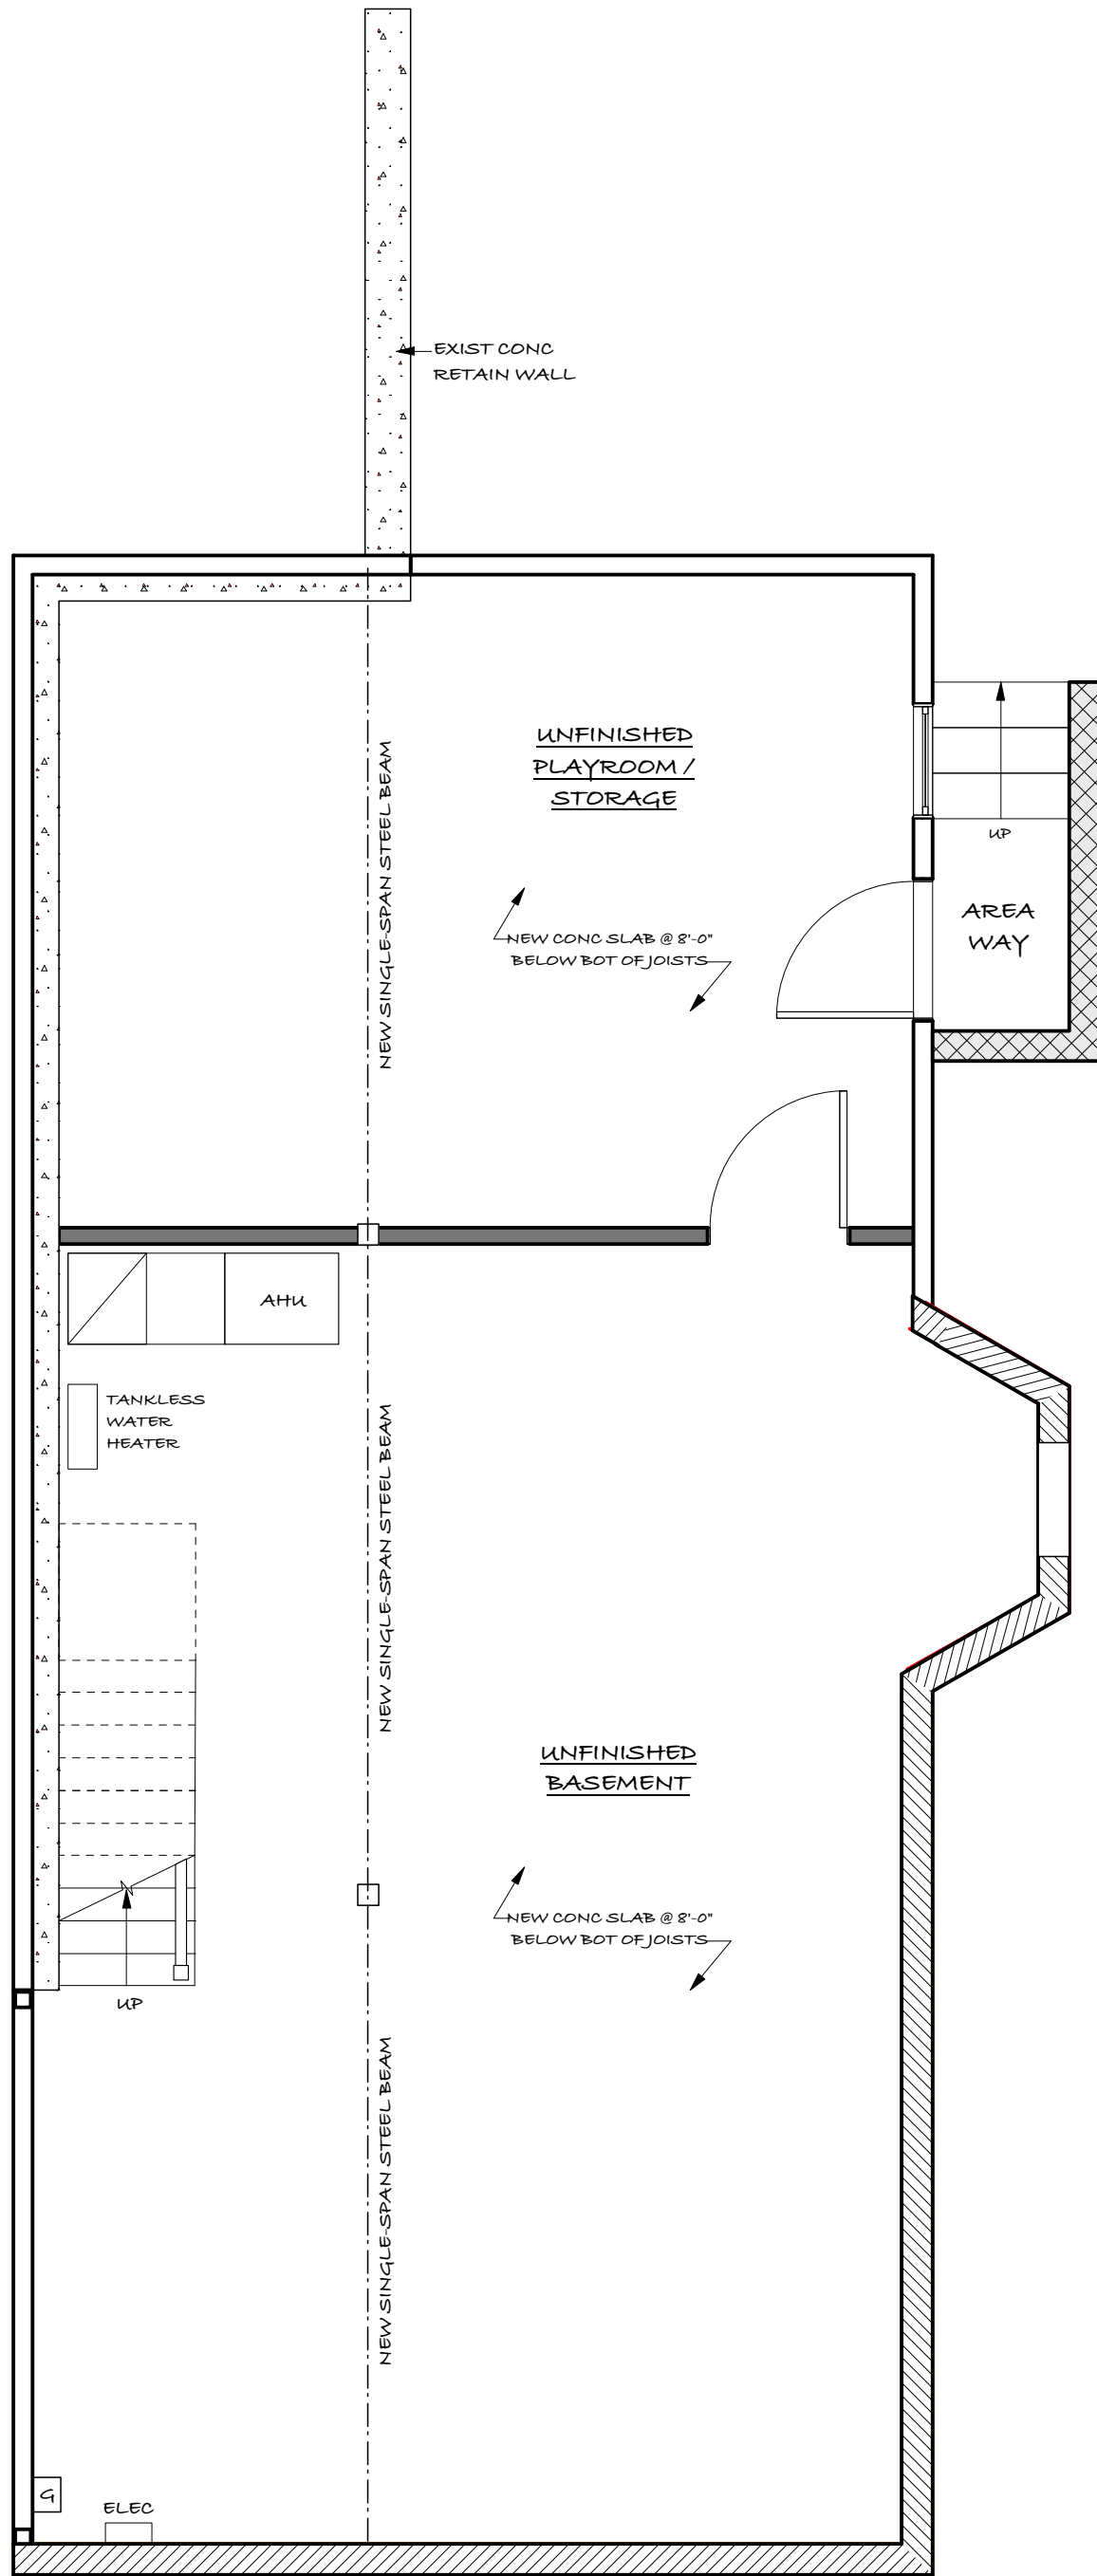 EXIST CONC
RETAIN WALL
UNFINISHED
PLAYROOM /
STORAGE
NEW SINGLE-SPAN STEEL BEAM
UP
AREA
WAY
NEW CONC SLAB @ 8'-0"
BELOW BOT OF JOISTS
AHU
TANKLESS
WATER
HEATER
NEW SINGLE-SPAN STEEL BEAM
UNFINISHED
BASEMENT
NEW CONC SLAB @ 8'-0"
BELOW BOT OF JOISTS
UP
NEW SINGLE-SPAN STEEL BEAM
G
ELEC